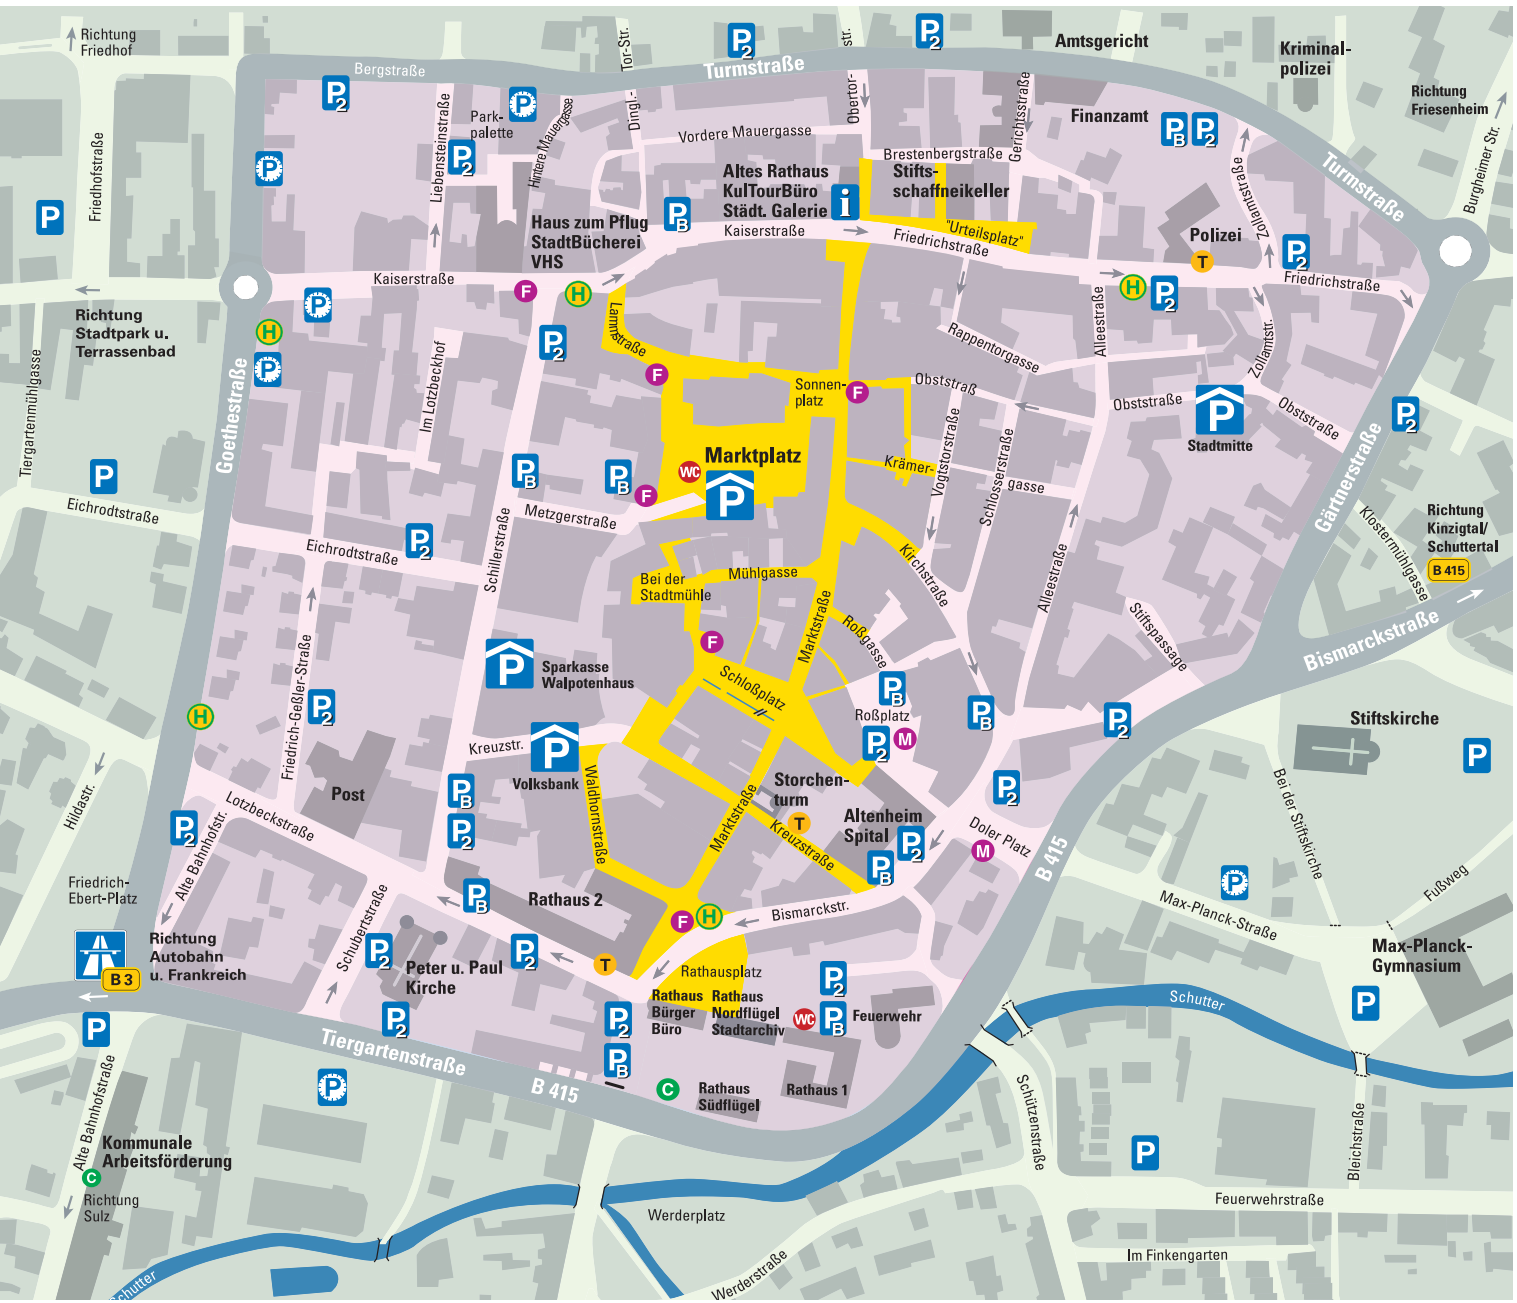 Richtung
Friedhof
Bergstraße
Tor-Str.
Dingl.-
Turmstraße
str.
Obertor-
Amtsgericht
Kriminal-
polizei
Richtung
Friesenheim
Burgheimer Str.
Friedhofstraße
Liebensteinstraße
Park-
palette
Hintere Mauergasse
Vordere Mauergasse
Gerichtsstraße
Finanzamt
Brestenbergstraße
Turmstraße
Altes Rathaus
KulTourBüro
Städt. Galerie
i
Stifts-
schaffneikeller
Zollamtstraße
Haus zum Pflug
StadtBücherei
VHS
Kaiserstraße
Friedrichstraße
"Urteilsplatz"
Polizei
T
Friedrichstraße
Kaiserstraße
F
H
H
Richtung
Stadtpark u.
Terrassenbad
H
Tiergartenmühlgasse
Goethestraße
Im Lotzbeckhof
Lammstraße
F
Sonnen-
platz
F
Rappentorgasse
Alleestraße
Zollamtstr.
Obststraß
Obststraße
Obststraße
Stadtmitte
Marktplatz
WC
F
Krämer-
gasse
Vogtstorstraße
Schlosserstraße
Gärtnerstraße
Eichrodtstraße
Eichrodtstraße
Metzgerstraße
Schillerstraße
Kirchstraße
Alleestraße
Klostermühlgasse
Richtung
Kinzigtal/
Schuttertal
B 415
Bismarckstraße
Bei der
Stadtmühle
Mühlgasse
Marktstraße
Roßgasse
Stiftspassage
F
Sparkasse
Walpotenhaus
Schloßplatz
Friedrich-Geßler-Straße
H
Kreuzstr.
Volksbank
Roßplatz
M
Stiftskirche
Hildastr.
Post
Lotzbeckstraße
Alte Bahnhofstr.
Waldhornstraße
Marktstraße
Storchen-
turm
T
Kreuzstraße
Altenheim
Spital
Doler Platz
M
B 415
Bei der Stiftskirche
Fußweg
Max-Planck-Straße
Max-Planck-
Gymnasium
Friedrich-
Ebert-Platz
Richtung
Autobahn
u. Frankreich
B 3
Schubertstraße
Peter u. Paul
Kirche
Rathaus 2
F
H
Bismarckstr.
T
Rathausplatz
Rathaus
Bürger
Büro
Rathaus
Nordflügel
Stadtarchiv
WC
Feuerwehr
Schutter
Tiergartenstraße
B 415
C
Rathaus
Südflügel
Rathaus 1
Schützenstraße
Bleichstraße
Alte Bahnhofstraße
Kommunale
Arbeitsförderung
C
Richtung
Sulz
Werderplatz
Feuerwehrstraße
Im Finkengarten
Werderstraße
Schutter